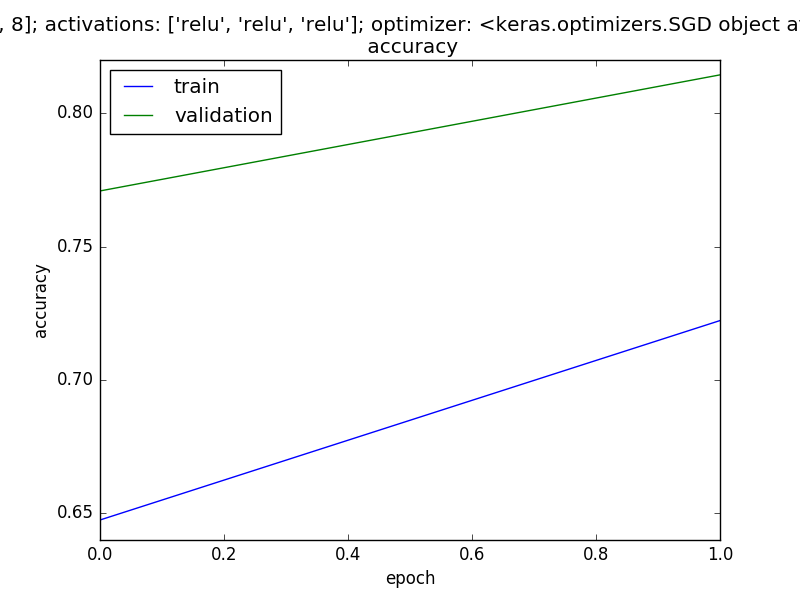 , 8]; activations: ['relu', 'relu', 'relu']; optimizer: <keras.optimizers.SGD object at
accuracy
train
validation
0.80
0.75
0.70
0.65
accuracy
0.0 0.2 0.4 0.6 0.8 1.0
epoch